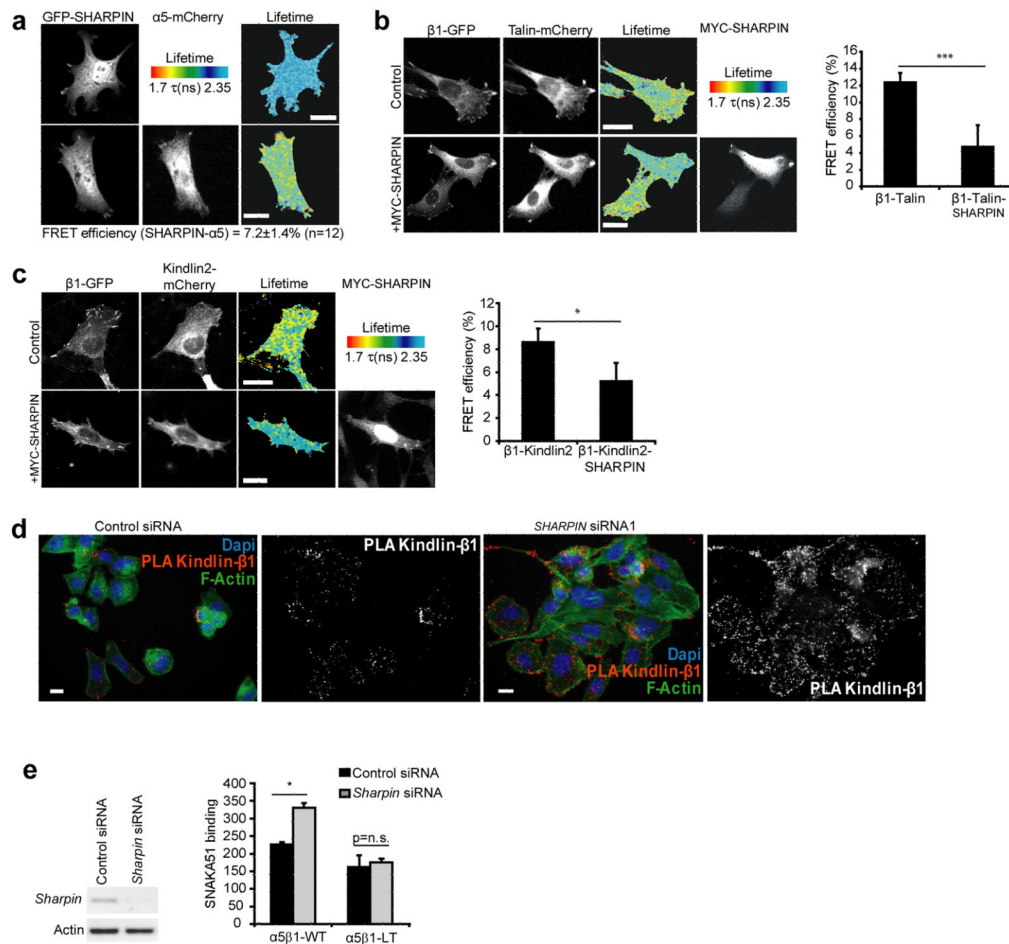 a
GFP-SHARPIN α5-mCherry Lifetime
Lifetime
1.7 τ(ns) 2.35
FRET efficiency (SHARPIN-α5) = 7.2±1.4% (n=12)
b
β1-GFP Talin-mCherry Lifetime MYC-SHARPIN
Control
+MYC-SHARPIN
Lifetime
1.7 τ(ns) 2.35
FRET efficiency (%)
16
14
12
10
8
6
4
2
0
***
β1-Talin β1-Talin-
SHARPIN
c
β1-GFP Kindlin2-
mCherry Lifetime MYC-SHARPIN
Control
+MYC-SHARPIN
Lifetime
1.7 τ(ns) 2.35
FRET efficiency (%)
12
10
8
6
4
2
0
*
β1-Kindlin2 β1-Kindlin2-
SHARPIN
d
Control siRNA SHARPIN siRNA1
Dapi
PLA Kindlin-β1
F-Actin
PLA Kindlin-β1
Dapi
PLA Kindlin-β1
F-Actin
PLA Kindlin-β1
e
Control siRNA
Sharpin siRNA
Sharpin
Actin
Control siRNA
Sharpin siRNA
SNAKA51 binding
400
350
300
250
200
150
100
50
0
*
p=n.s.
α5β1-WT α5β1-LT